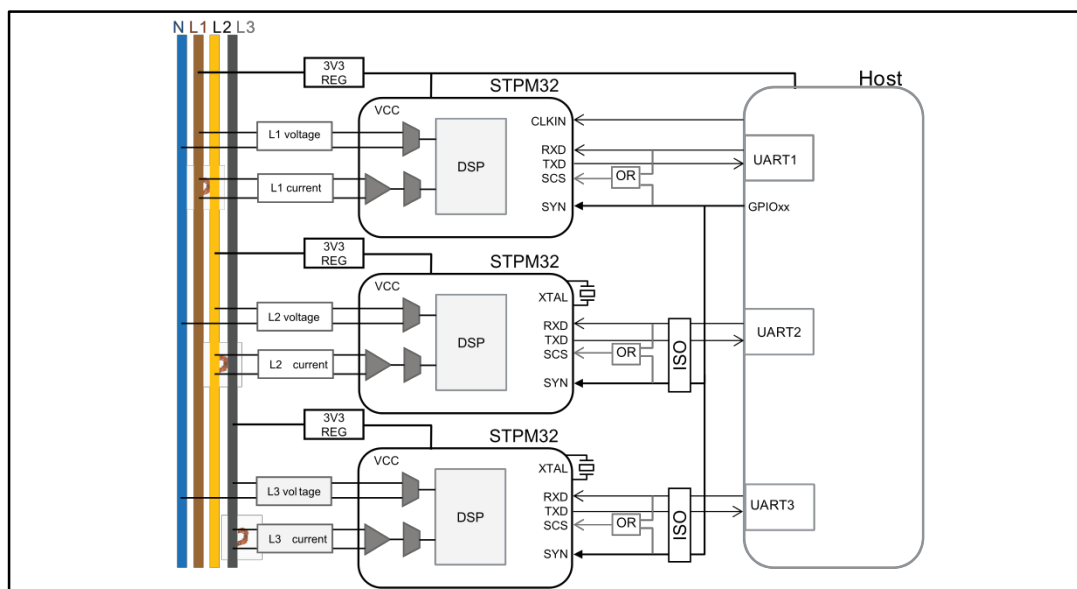 N L1 L2 L3
3V3
REG
STPM32
Host
VCC
CLKIN
L1 voltage
DSP
RXD
TXD
SCS
OR
UART1
L1 current
SYN
GPIOxx
3V3
REG
STPM32
VCC
XTAL
L2 voltage
DSP
RXD
TXD
SCS
OR
ISO
UART2
L2 current
SYN
3V3
REG
STPM32
VCC
XTAL
L3 vol tage
DSP
RXD
TXD
SCS
OR
ISO
UART3
L3 current
SYN